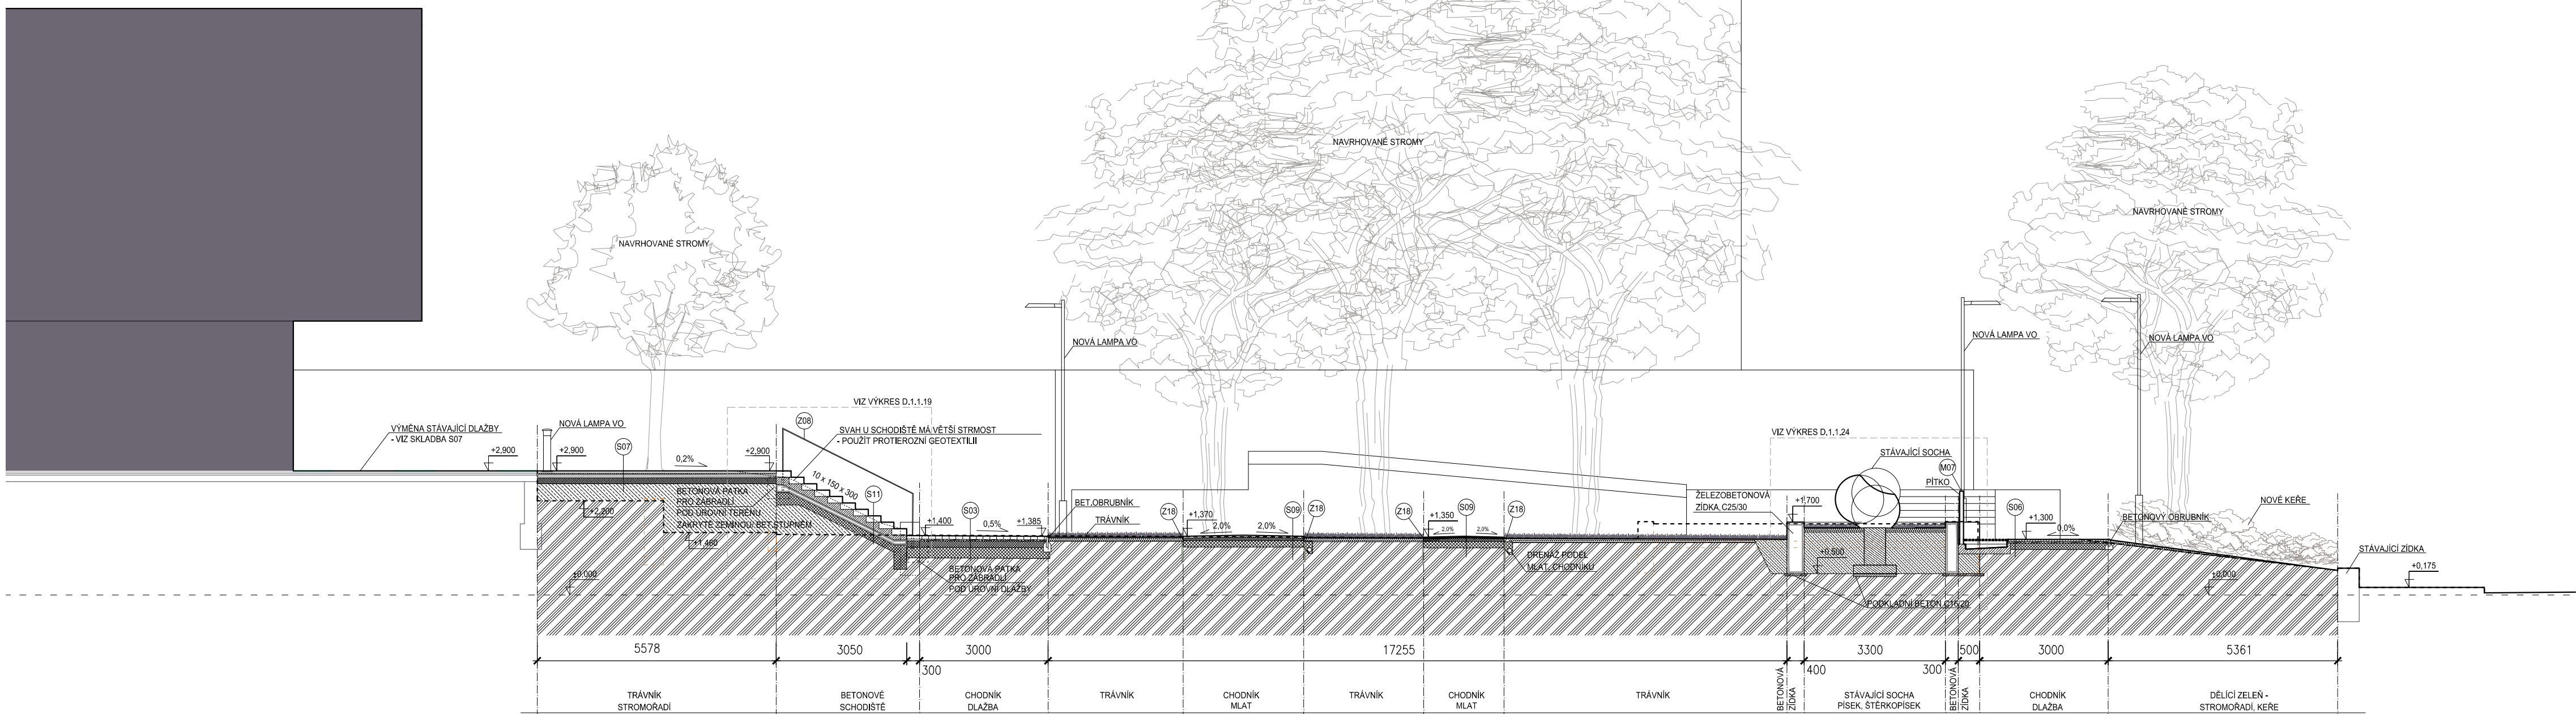 NAVRHOVANÉ STROMY
NAVRHOVANÉ STROMY
NAVRHOVANÉ STROMY
NOVÁ LAMPA VO
NOVÁ LAMPA VO
NOVÁ LAMPA VO
VIZ VÝKRES D.1.1.19
Z08
VÝMĚNA STÁVAJÍCÍ DLAŽBY
- VIZ SKLADBA S07
NOVÁ LAMPA VO
SVAH U SCHODIŠTĚ MÁ VĚTŠÍ STRMOST
- POUŽÍT PROTIEROZNÍ GEOTEXTILII
VIZ VÝKRES D.1.1.24
+2,900
+2,900
S07
0,2%
+2,900
STÁVAJÍCÍ SOCHA
M07
PÍTKO
10 x 150 x 300
S11
BETONOVÁ PATKA
PRO ZÁBRADLÍ
POD ÚROVNÍ TERÉNU
ZAKRYTÉ ZEMINOU/BET.STUPNĚM
+2,200
+1,460
±0,000
+1,400
S03
0,5%
+1,385
BET.OBRUBNÍK
TRÁVNÍK
Z18
+1,370
2,0%
2,0%
S09
Z18
Z18
+1,350
S09
2,0%
2,0%
Z18
DRENÁŽ PODÉL
MLAT. CHODNÍKU
ŽELEZOBETONOVÁ
ZÍDKA, C25/30
+1,700
+0,500
PODKLADNÍ BETON C16/20
S06
+1,300
0,0%
BETONOVÝ OBRUBNÍK
NOVÉ KEŘE
STÁVAJÍCÍ ZÍDKA
+0,175
±0,000
BETONOVÁ PATKA
PRO ZÁBRADLÍ
POD ÚROVNÍ DLAŽBY
5578
3050
300
3000
17255
400
3300
300
500
3000
5361
TRÁVNÍK
STROMOŘADÍ
BETONOVÉ
SCHODIŠTĚ
CHODNÍK
DLAŽBA
TRÁVNÍK
CHODNÍK
MLAT
TRÁVNÍK
CHODNÍK
MLAT
TRÁVNÍK
BETONOVÁ
ZÍDKA
STÁVAJÍCÍ SOCHA
PÍSEK, ŠTĚRKOPÍSEK
BETONOVÁ
ZÍDKA
CHODNÍK
DLAŽBA
DĚLÍCÍ ZELEŇ -
STROMOŘADÍ, KEŘE